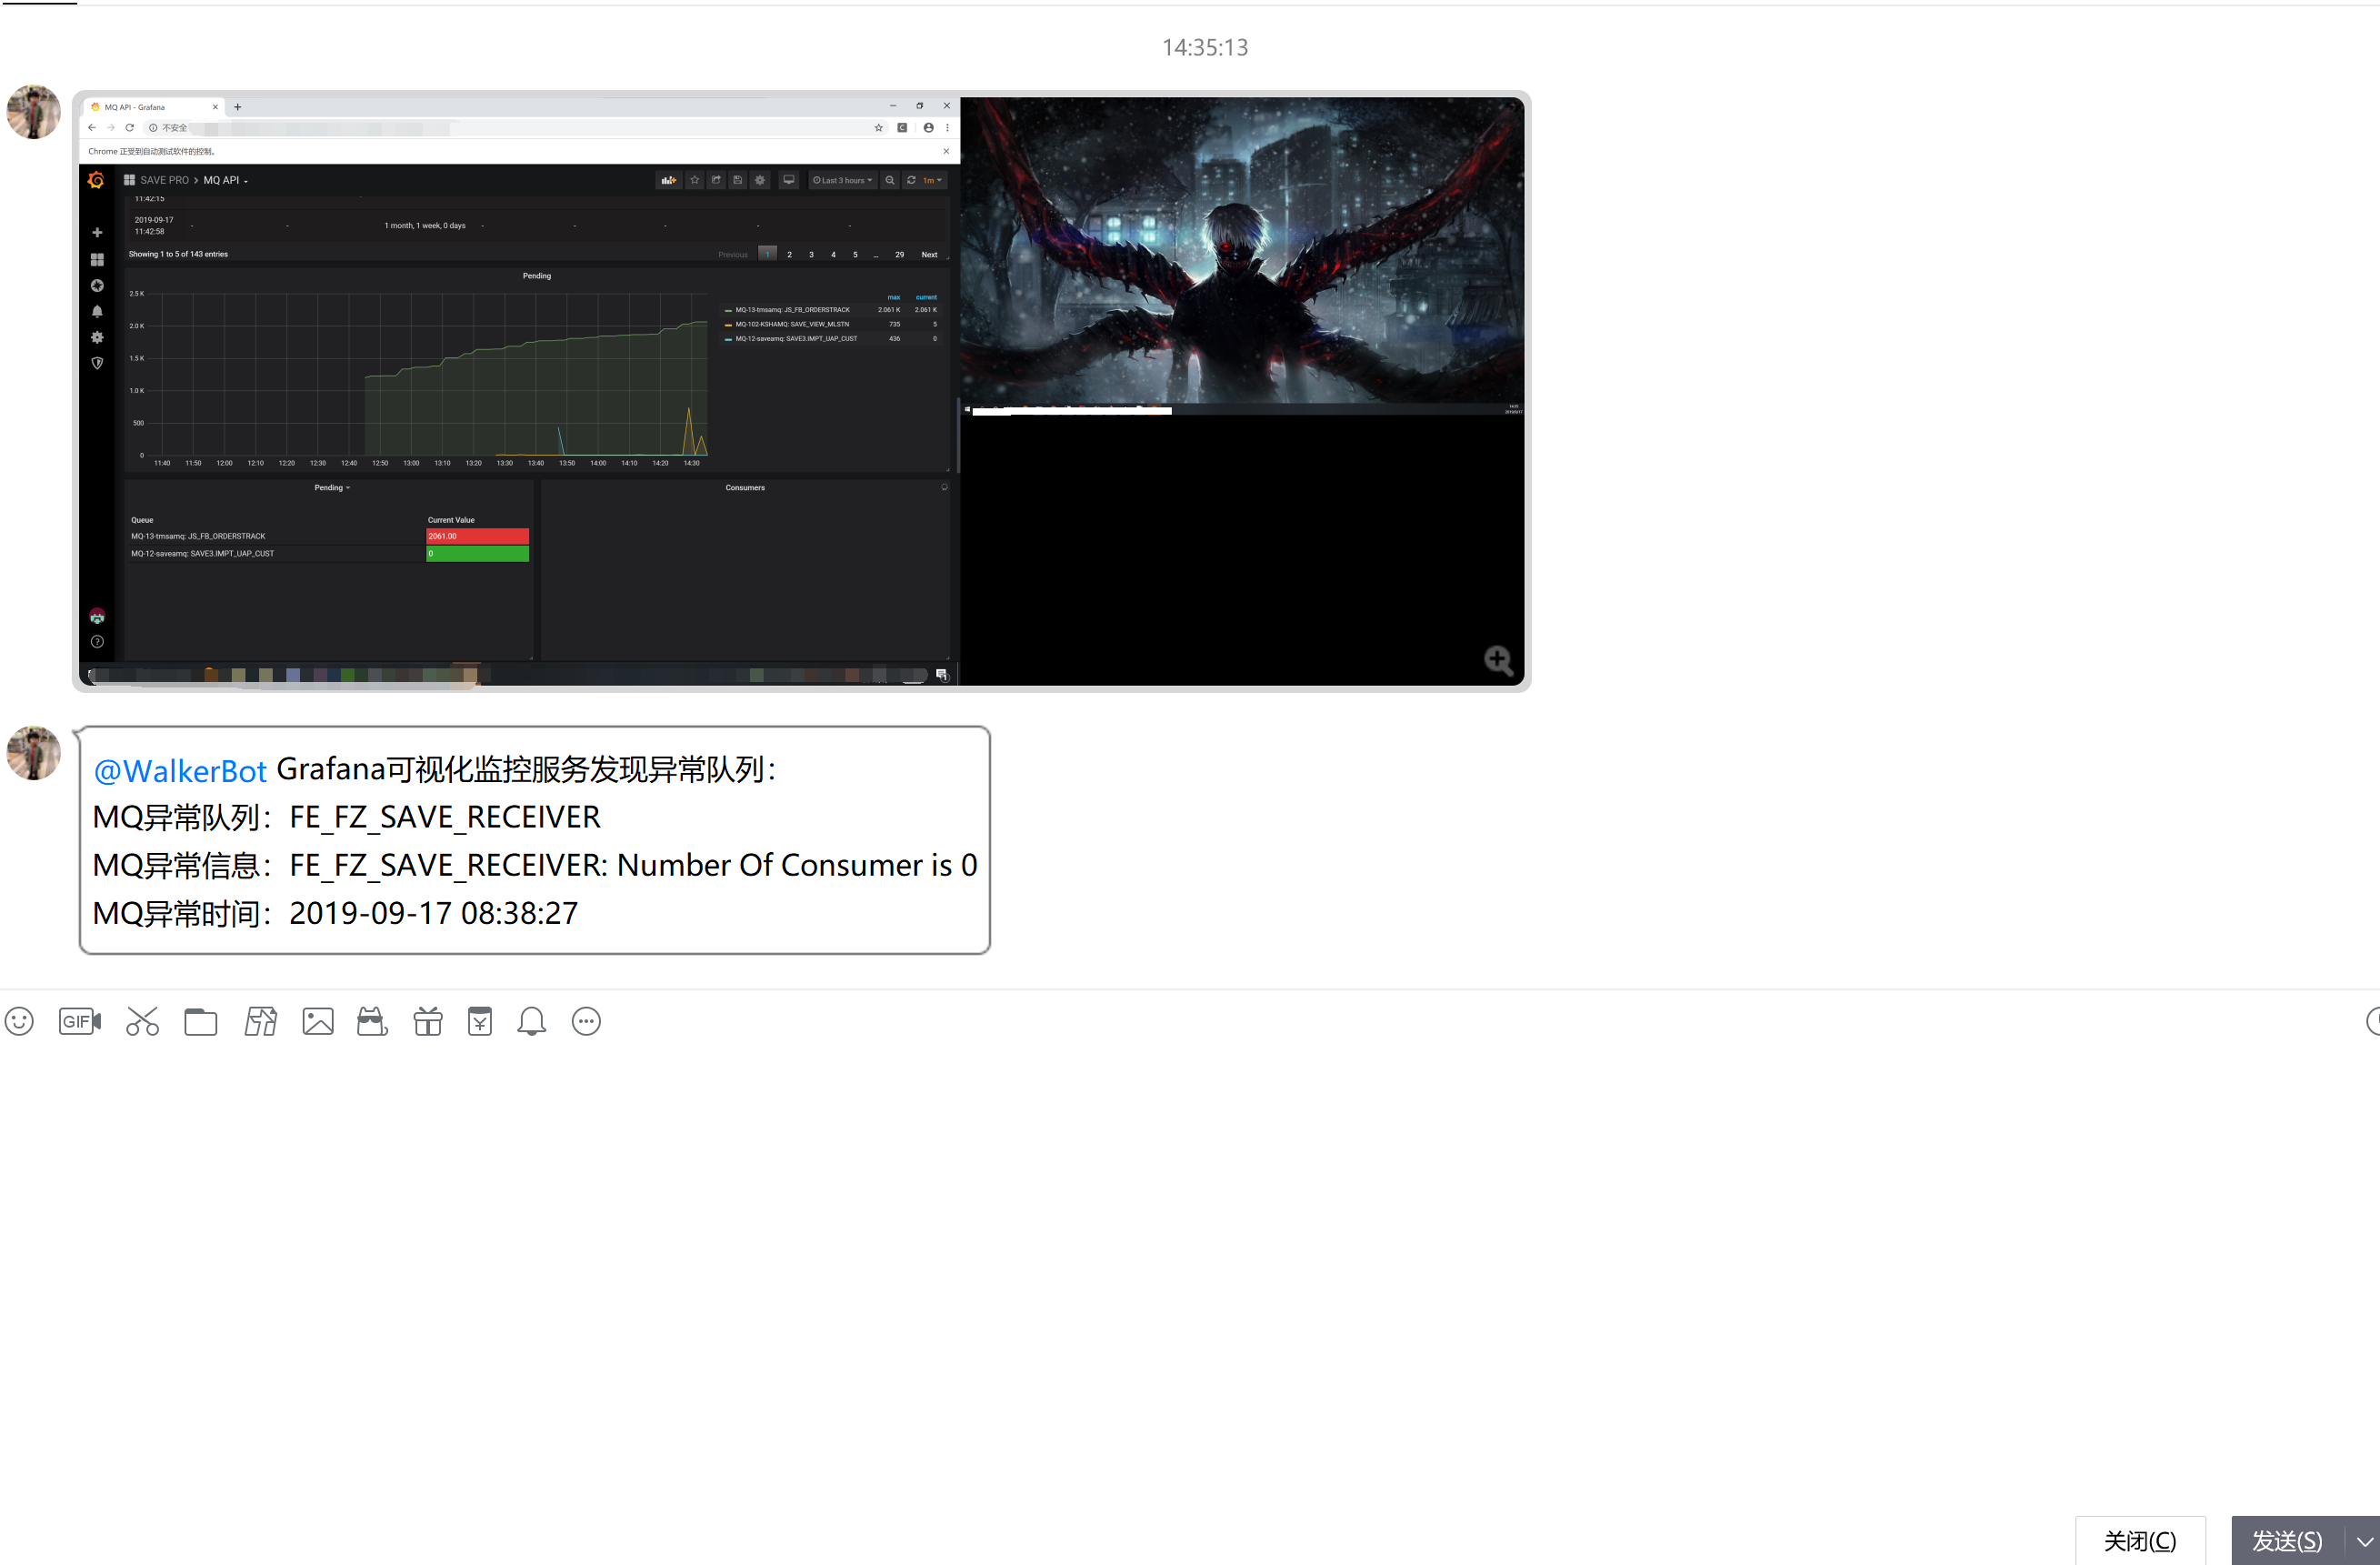 14:35:13
MQ API - Grafana
不安全
Chrome 正受到自动测试软件的控制。
SAVE PRO > MQ API
Last 3 hours
1m
11:42:15
2019-09-17
11:42:58
- - 1 month, 1 week, 0 days - - - - -
Showing 1 to 5 of 143 entries
Previous 1 2 3 4 5 ... 29 Next
Pending
max current
MQ-13-tmsamq: JS_FB_ORDERSTRACK 2.061 K 2.061 K
MQ-102-KSHAMQ: SAVE_VIEW_MLSTN 735 5
MQ-12-saveamq: SAVE3.IMPT_UAP_CUST 436 0
2.5 K
2.0 K
1.5 K
1.0 K
500
0
11:40 11:50 12:00 12:10 12:20 12:30 12:40 12:50 13:00 13:10 13:20 13:30 13:40 13:50 14:00 14:10 14:20 14:30
Pending
Queue Current Value
MQ-13-tmsamq: JS_FB_ORDERSTRACK 2061.00
MQ-12-saveamq: SAVE3.IMPT_UAP_CUST 0
Consumers
@WalkerBot Grafana可视化监控服务发现异常队列：
MQ异常队列：FE_FZ_SAVE_RECEIVER
MQ异常信息：FE_FZ_SAVE_RECEIVER: Number Of Consumer is 0
MQ异常时间：2019-09-17 08:38:27
GIF
关闭(C)
发送(S)